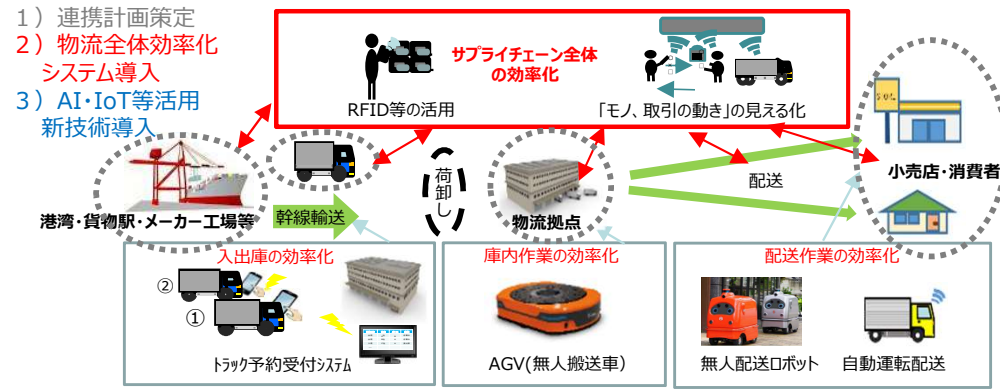 1）連携計画策定
2）物流全体効率化
システム導入
3）AI・IoT等活用
新技術導入
サプライチェーン全体
の効率化
RFID等の活用
「モノ、取引の動き」の見える化
港湾・貨物駅・メーカー工場等
幹線輸送
荷卸し
物流拠点
配送
小売店・消費者
入出庫の効率化
②
①
トラック予約受付システム
庫内作業の効率化
AGV(無人搬送車）
配送作業の効率化
無人配送ロボット
自動運転配送